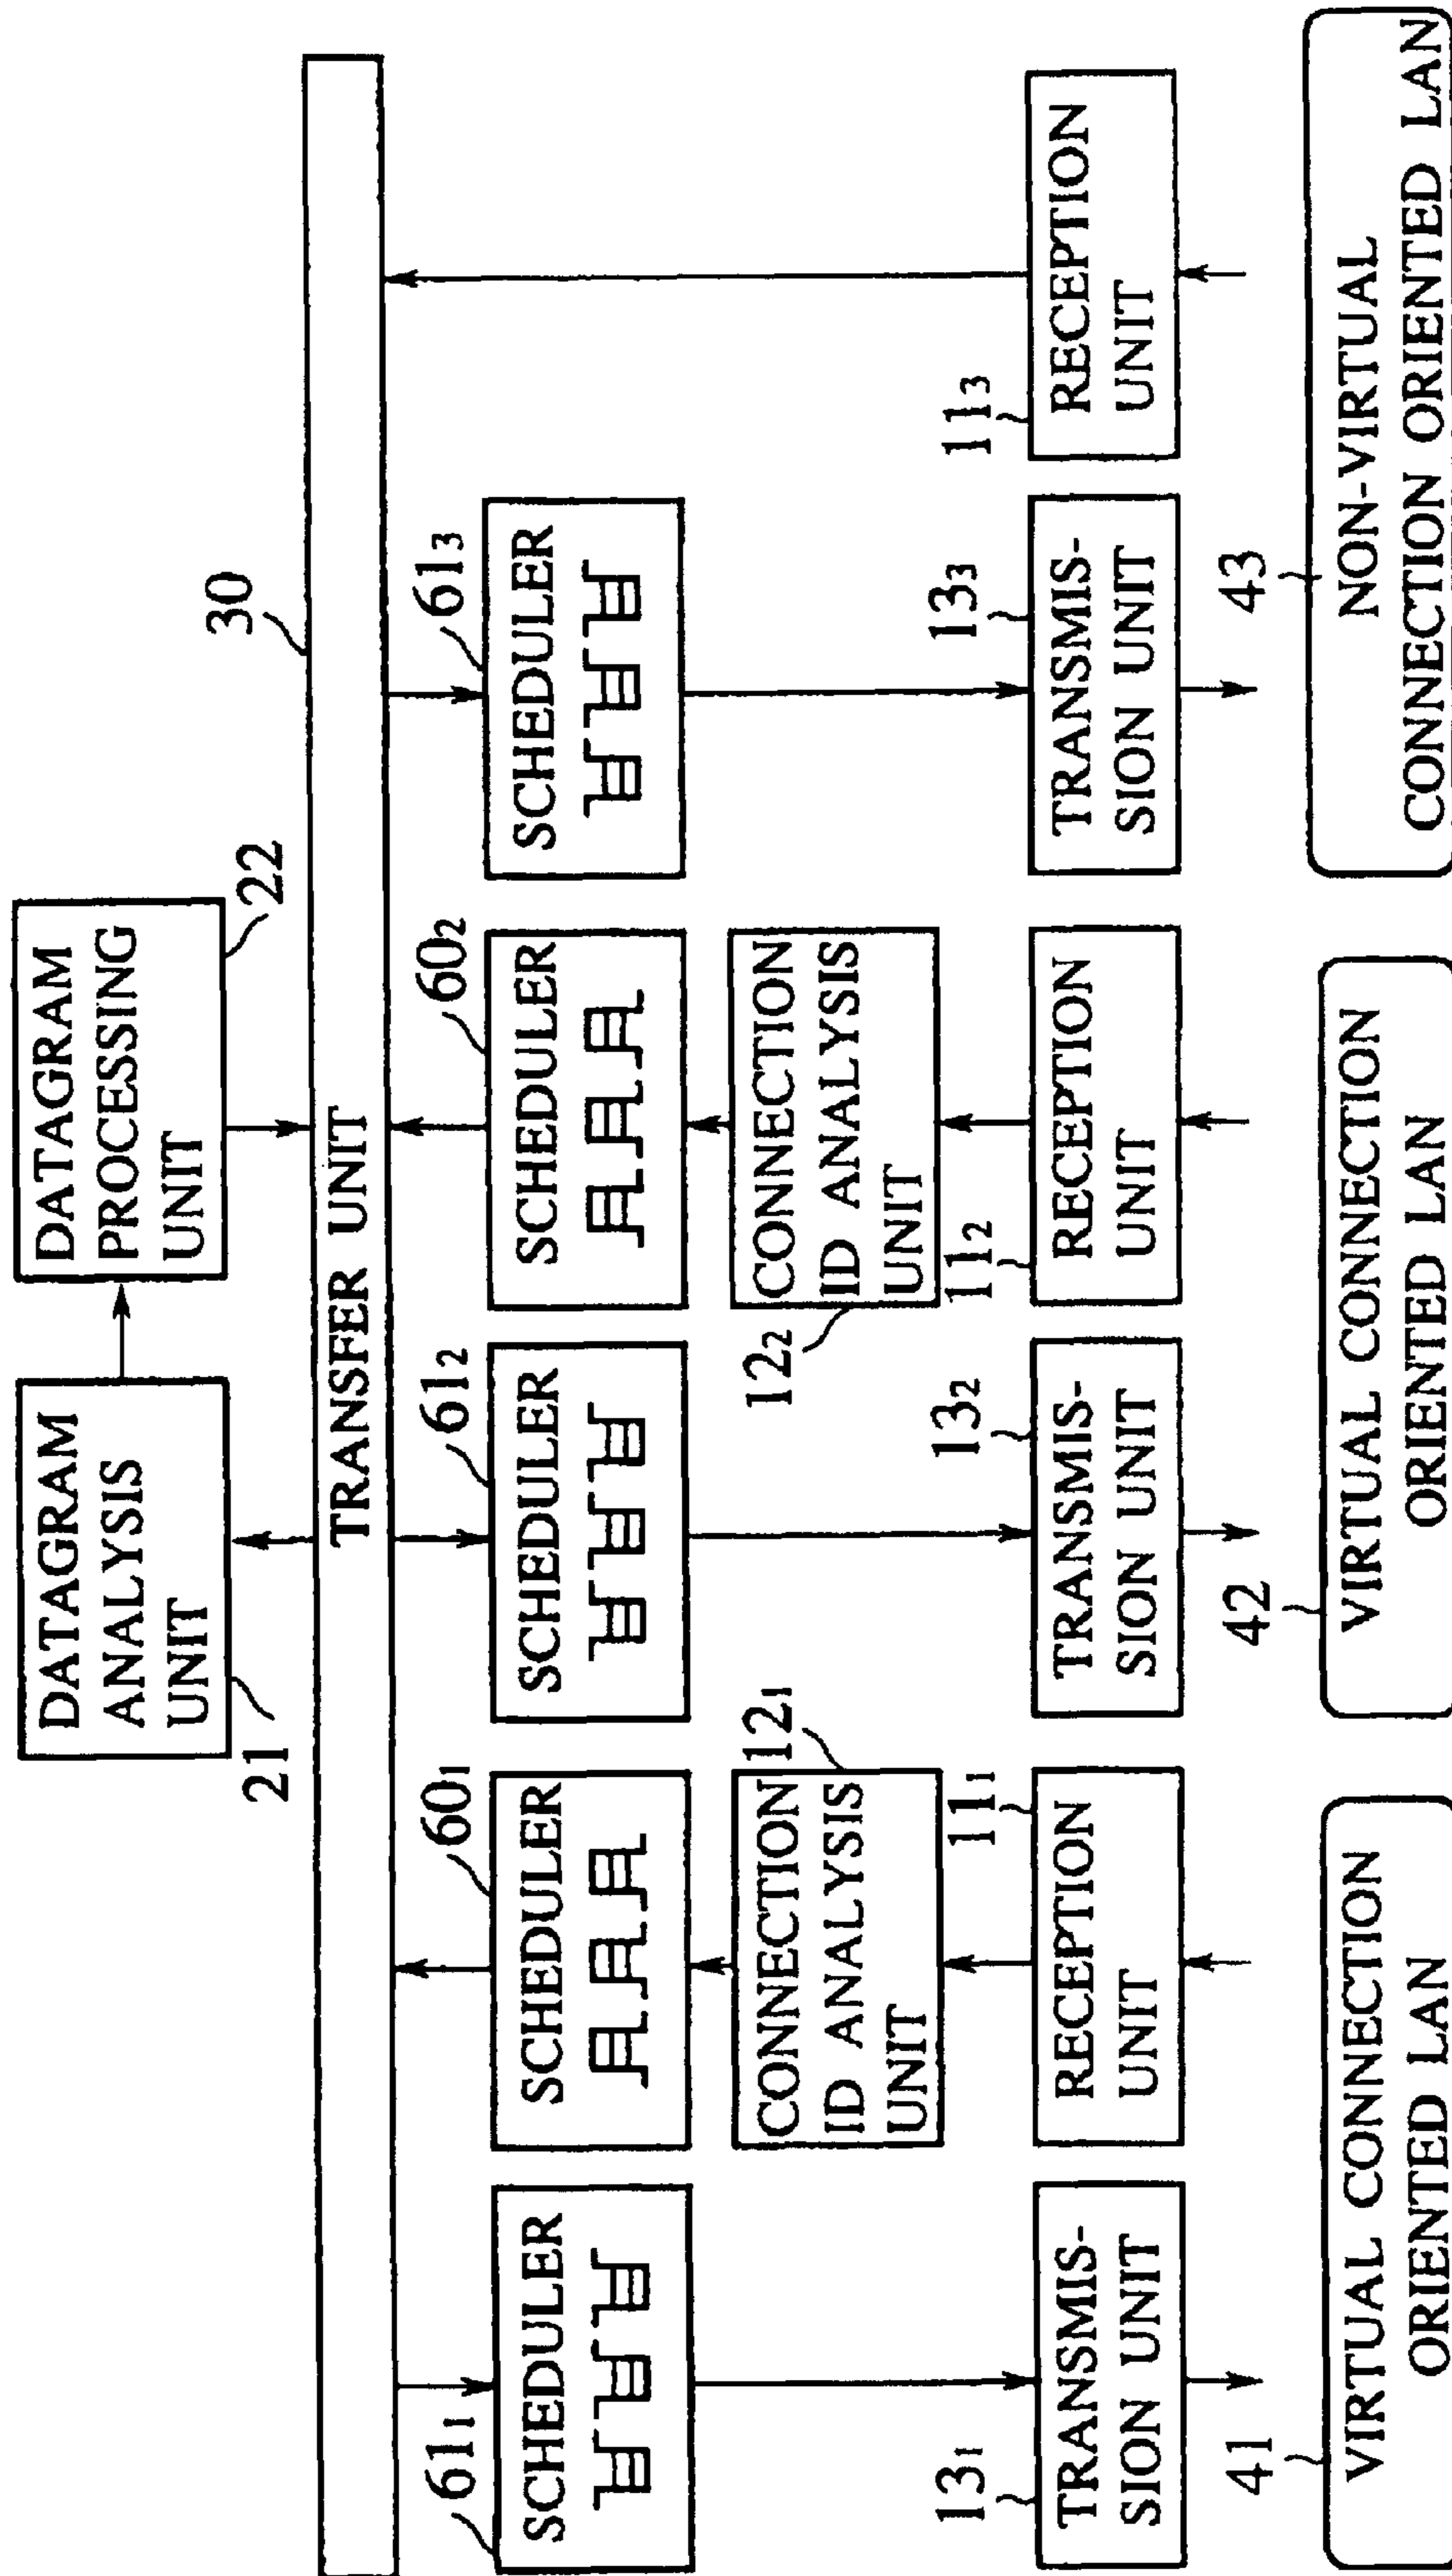 DATAGRAM
ANALYSIS
UNIT
21
DATAGRAM
PROCESSING
UNIT
22
30
TRANSFER UNIT
61₁
SCHEDULER
60₁
SCHEDULER
61₂
SCHEDULER
60₂
SCHEDULER
61₃
SCHEDULER
12₁
CONNECTION
ID ANALYSIS
UNIT
12₂
CONNECTION
ID ANALYSIS
UNIT
13₁
TRANSMIS-
SION UNIT
11₁
RECEPTION
UNIT
13₂
TRANSMIS-
SION UNIT
11₂
RECEPTION
UNIT
13₃
TRANSMIS-
SION UNIT
11₃
RECEPTION
UNIT
41
VIRTUAL CONNECTION
ORIENTED LAN
42
VIRTUAL CONNECTION
ORIENTED LAN
43
NON-VIRTUAL
CONNECTION ORIENTED LAN